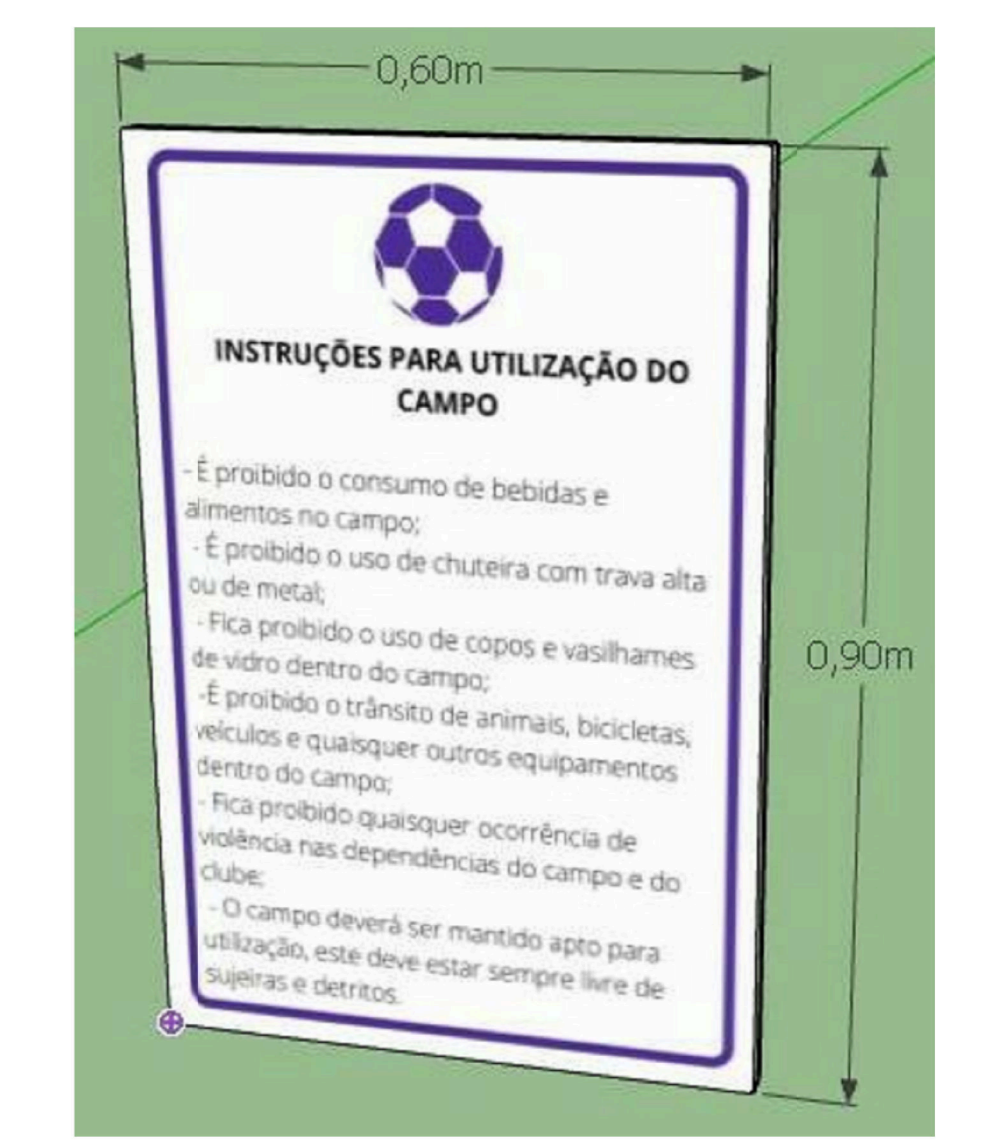 0,60m
INSTRUÇÕES PARA UTILIZAÇÃO DO
CAMPO
- É proibido o consumo de bebidas e
alimentos no campo;
- É proibido o uso de chuteira com trava alta
ou de metal;
- Fica proibido o uso de copos e vasilhames
de vidro dentro do campo;
-É proibido o trânsito de animais, bicicletas,
veículos e quaisquer outros equipamentos
dentro do campo;
- Fica proibido quaisquer ocorrência de
violência nas dependências do campo e do
clube;
- O campo deverá ser mantido apto para
utilização, este deve estar sempre livre de
sujeiras e detritos.
0,90m